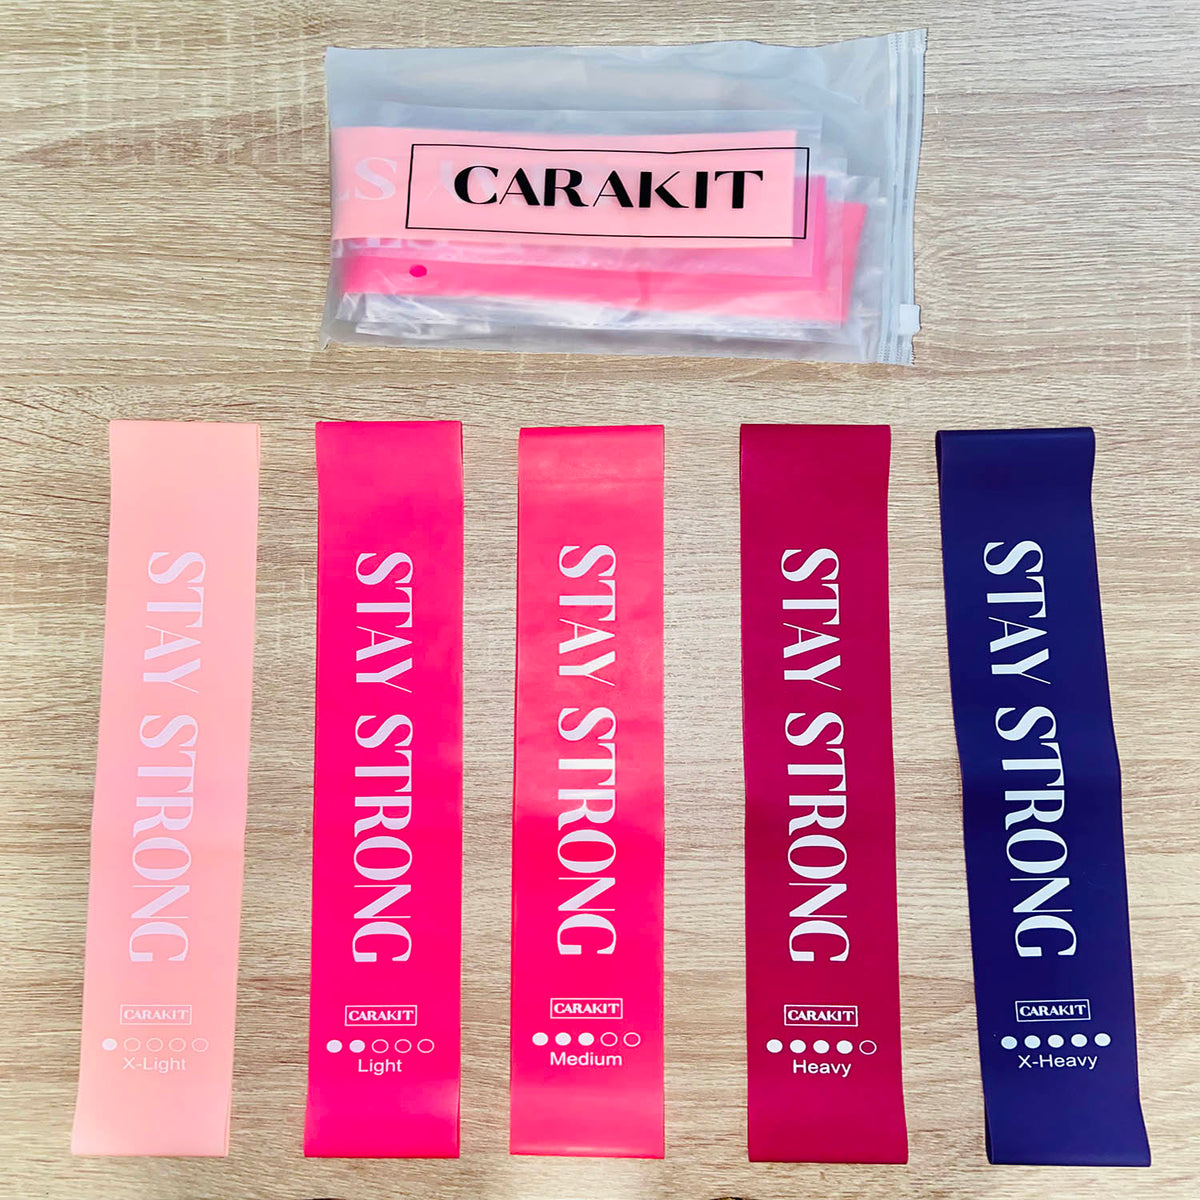 CARAKIT
STAY STRONG
CARAKIT
X-Light
STAY STRONG
CARAKIT
Light
STAY STRONG
CARAKIT
Medium
STAY STRONG
CARAKIT
Heavy
STAY STRONG
CARAKIT
X-Heavy